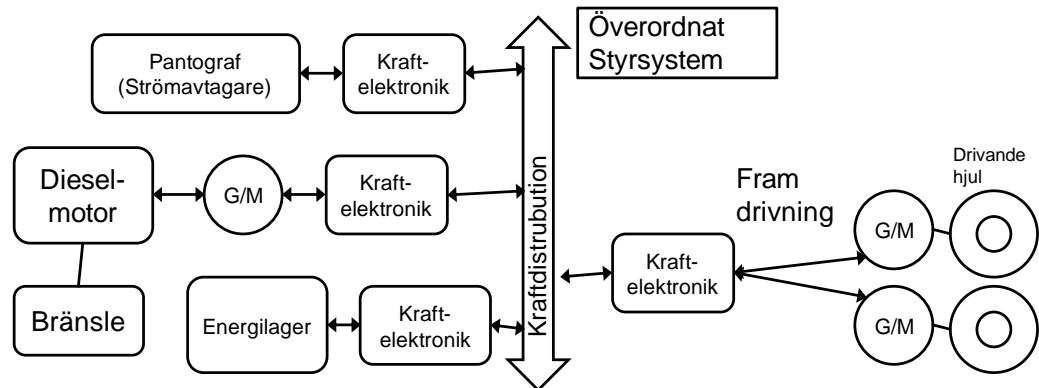 Överordnat
Styrsystem
Pantograf
(Strömavtagare)
Kraft-
elektronik
Diesel-
motor
G/M
Kraft-
elektronik
Bränsle
Energilager
Kraft-
elektronik
Kraftdistrubution
Kraft-
elektronik
Fram
drivning
Drivande
hjul
G/M
G/M